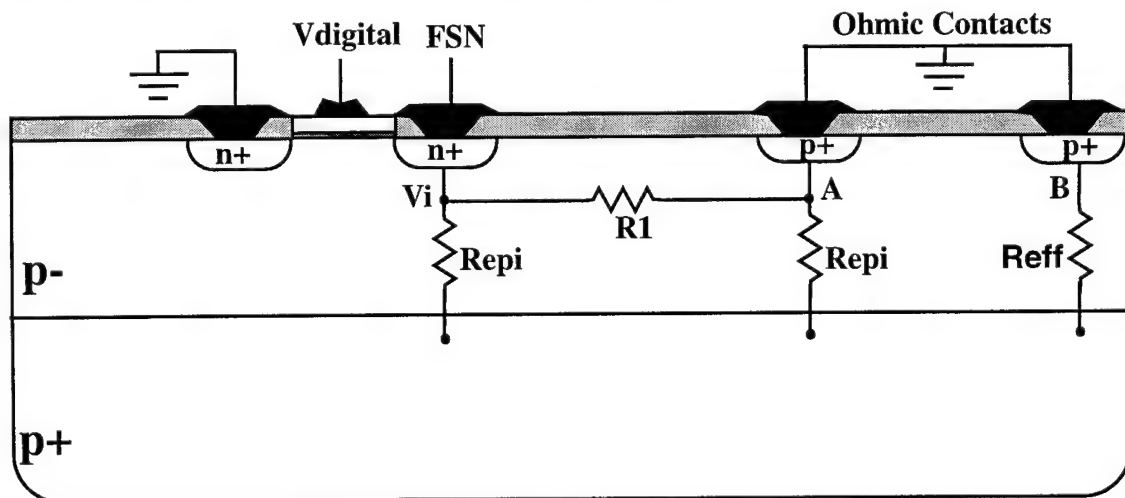 Vdigital FSN Ohmic Contacts
n+ n+ p+ p+
Vi A B
R1
Repi Repi Reff
p-
p+